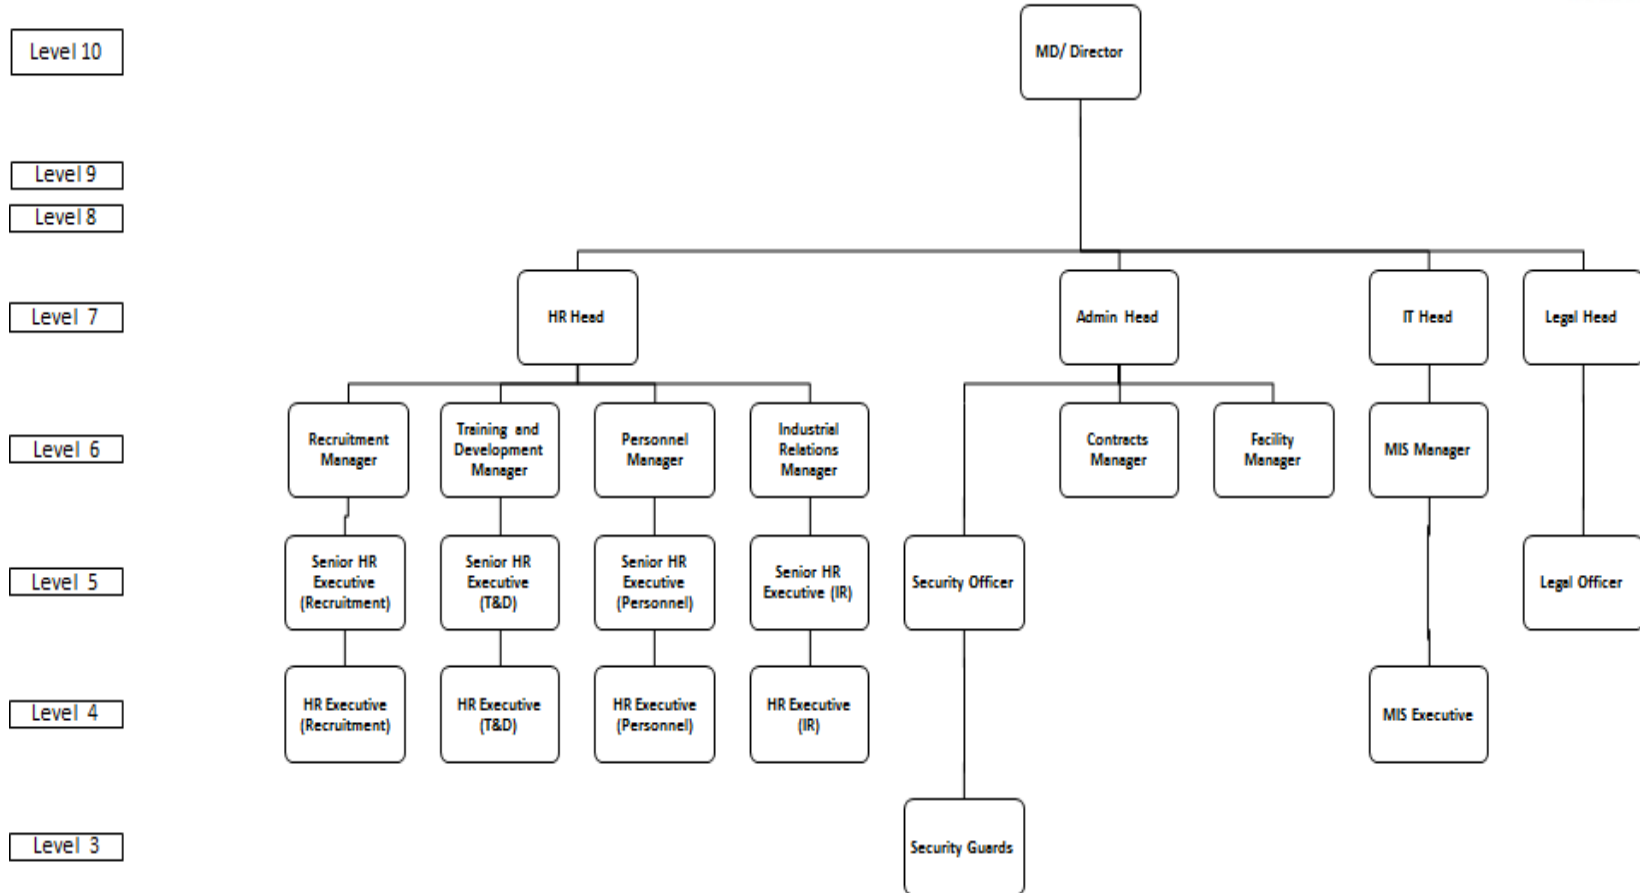 Level 10
MD/ Director
Level 9
Level 8
Level 7
HR Head
Admin Head
IT Head
Legal Head
Level 6
Recruitment
Manager
Training and
Development
Manager
Personnel
Manager
Industrial
Relations
Manager
Contracts
Manager
Facility
Manager
MIS Manager
Level 5
Senior HR
Executive
(Recruitment)
Senior HR
Executive
(T&D)
Senior HR
Executive
(Personnel)
Senior HR
Executive (IR)
Security Officer
Legal Officer
Level 4
HR Executive
(Recruitment)
HR Executive
(T&D)
HR Executive
(Personnel)
HR Executive
(IR)
MIS Executive
Level 3
Security Guards